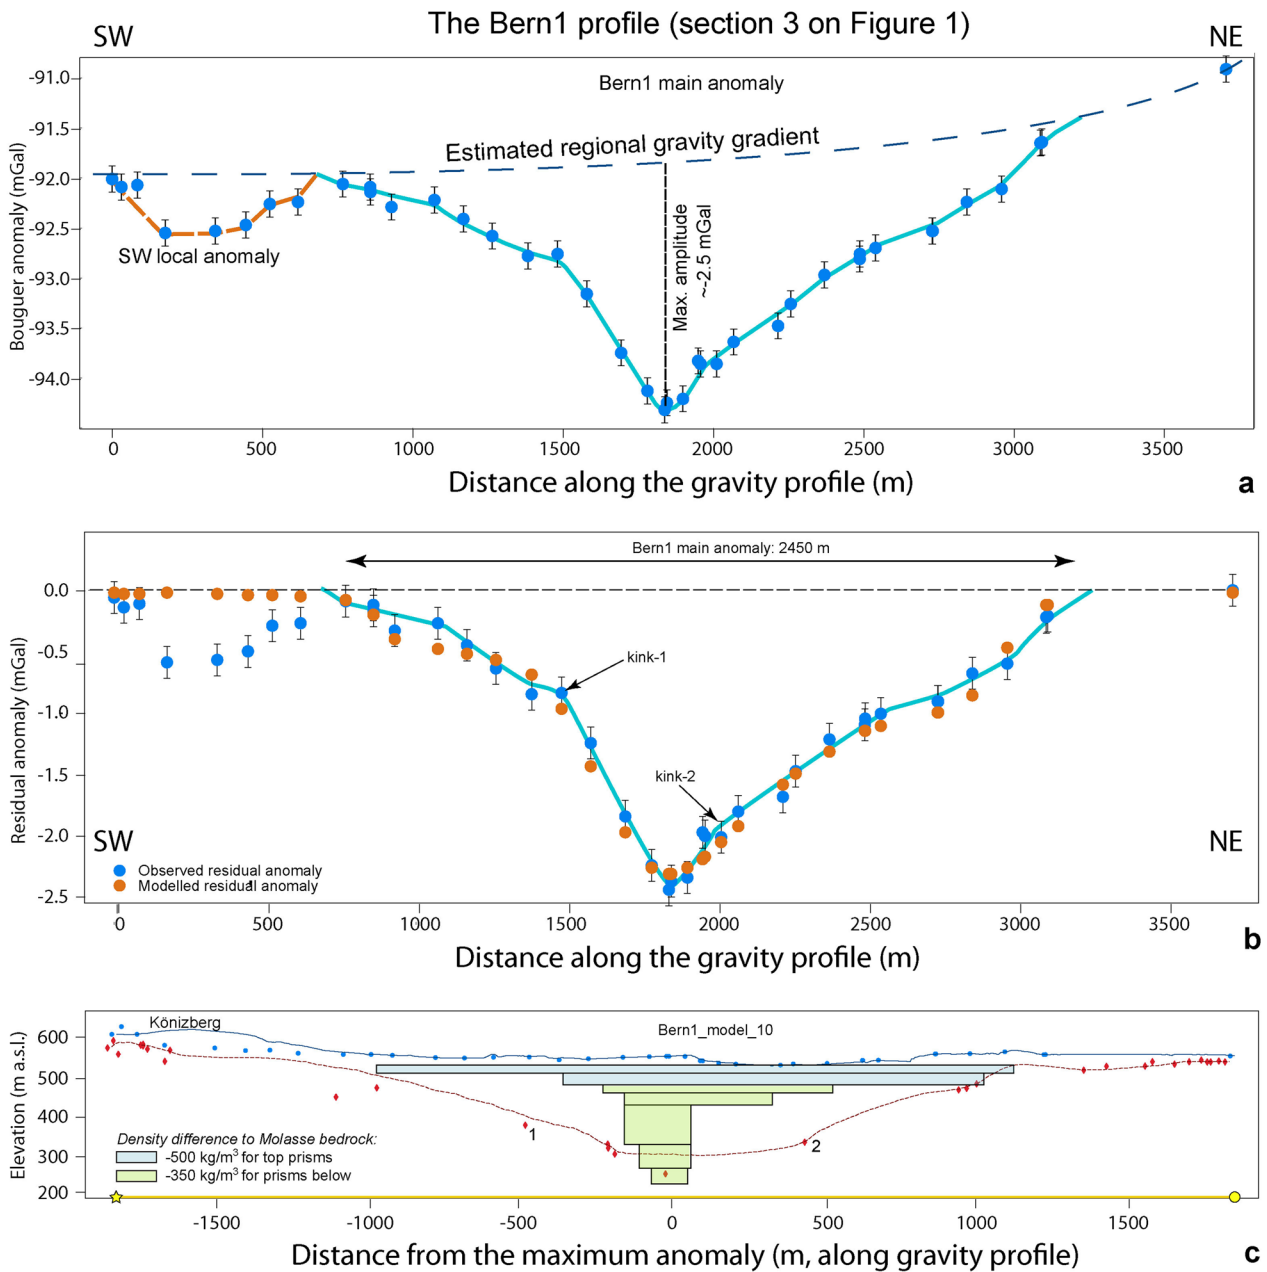 The Bern1 profile (section 3 on Figure 1)
SW
NE
Bern1 main anomaly
Estimated regional gravity gradient
SW local anomaly
Max. amplitude
~-2.5 mGal
Bouguer anomaly (mGal)
-91.0
-91.5
-92.0
-92.5
-93.0
-93.5
-94.0
0 500 1000 1500 2000 2500 3000 3500
Distance along the gravity profile (m)
a
Bern1 main anomaly: 2450 m
kink-1
kink-2
Residual anomaly (mGal)
0.0
-0.5
-1.0
-1.5
-2.0
-2.5
SW
NE
Observed residual anomaly
Modelled residual anomaly
0 500 1000 1500 2000 2500 3000 3500
Distance along the gravity profile (m)
b
Könizberg
Bern1_model_10
Elevation (m a.s.l.)
600
500
400
300
200
1
2
Density difference to Molasse bedrock:
-500 kg/m³ for top prisms
-350 kg/m³ for prisms below
-1500 -1000 -500 0 500 1000 1500
Distance from the maximum anomaly (m, along gravity profile)
c